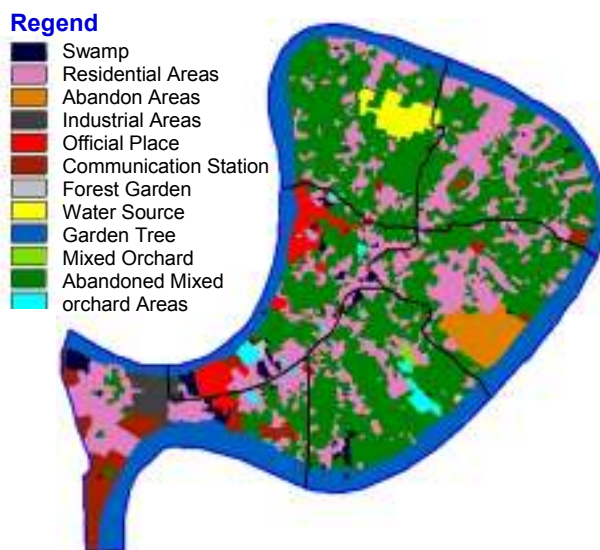 Regend
Swamp
Residential Areas
Abandon Areas
Industrial Areas
Official Place
Communication Station
Forest Garden
Water Source
Garden Tree
Mixed Orchard
Abandoned Mixed
orchard Areas